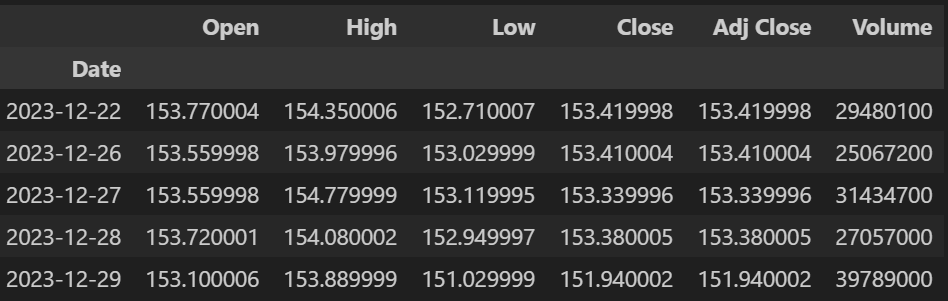 Open High Low Close Adj Close Volume
Date
2023-12-22 153.770004 154.350006 152.710007 153.419998 153.419998 29480100
2023-12-26 153.559998 153.979996 153.029999 153.410004 153.410004 25067200
2023-12-27 153.559998 154.779999 153.119995 153.339996 153.339996 31434700
2023-12-28 153.720001 154.080002 152.949997 153.380005 153.380005 27057000
2023-12-29 153.100006 153.889999 151.029999 151.940002 151.940002 39789000